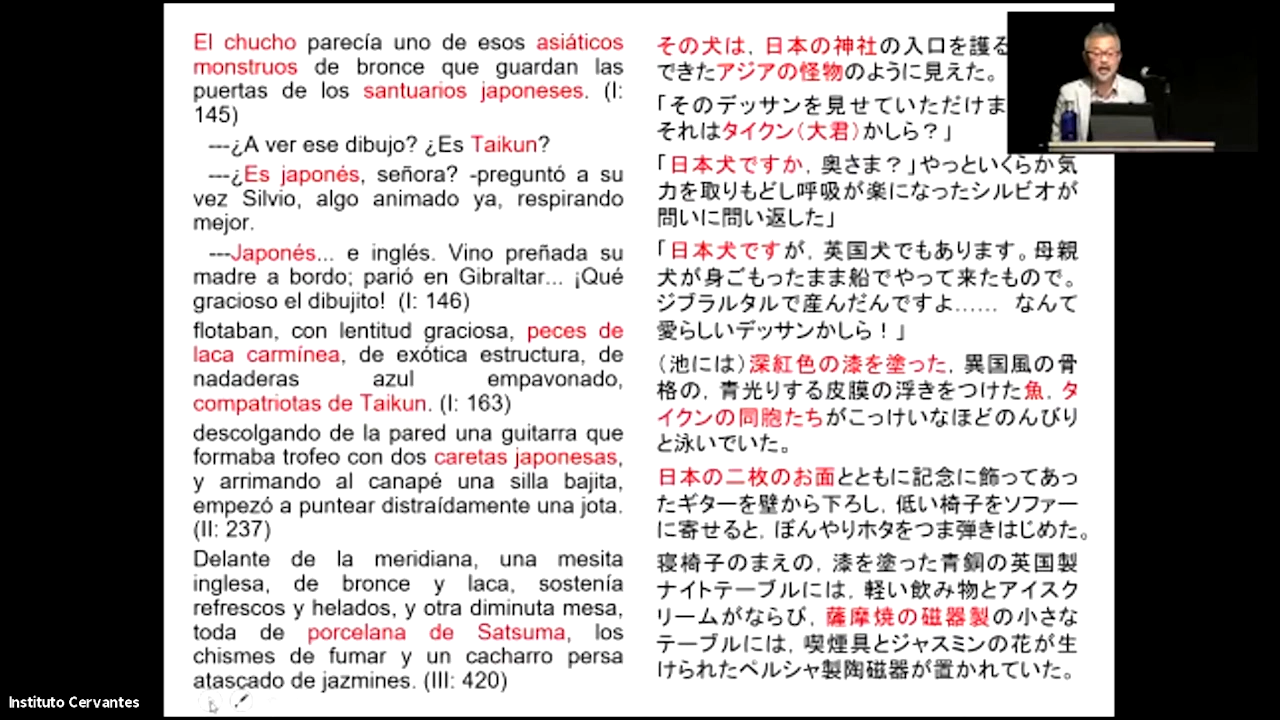 El chucho parecía uno de esos asiáticos
monstruos de bronce que guardan las
puertas de los santuarios japoneses. (I:
145)
---¿A ver ese dibujo? ¿Es Taikun?
---¿Es japonés, señora? -preguntó a su
vez Silvio, algo animado ya, respirando
mejor.
---Japonés... e inglés. Vino preñada su
madre a bordo; parió en Gibraltar... ¡Qué
gracioso el dibujito! (I: 146)
flotaban, con lentitud graciosa, peces de
laca carmínea, de exótica estructura, de
nadaderas azul empavonado,
compatriotas de Taikun. (I: 163)
descolgando de la pared una guitarra que
formaba trofeo con dos caretas japonesas,
y arrimando al canapé una silla bajita,
empezó a puntear distraídamente una jota.
(II: 237)
Delante de la meridiana, una mesita
inglesa, de bronce y laca, sostenía
refrescos y helados, y otra diminuta mesa,
toda de porcelana de Satsuma, los
chismes de fumar y un cacharro persa
atascado de jazmines. (III: 420)
その犬は，日本の神社の入口を護る
できたアジアの怪物のように見えた。
「そのデッサンを見せていただけま
それはタイクン（大君）かしら？」
「日本犬ですか，奥さま？」やっといくらか気
力を取りもどし呼吸が楽になったシルビオが
問いに問い返した」
「日本犬ですが，英国犬でもあります。母親
犬が身ごもったまま船でやって来たもので。
ジブラルタルで産んだんですよ…… なんて
愛らしいデッサンかしら！」
（池には）深紅色の漆を塗った，異国風の骨
格の，青光りする皮膜の浮きをつけた魚，タ
イクンの同胞たちがこっけいなほどのんびり
と泳いでいた。
日本の二枚のお面とともに記念に飾ってあっ
たギターを壁から下ろし，低い椅子をソファー
に寄せると，ぼんやりホタをつま弾きはじめた。
寝椅子のまえの，漆を塗った青銅の英国製
ナイトテーブルには，軽い飲み物とアイスク
リームがならび，薩摩焼の磁器製の小さな
テーブルには，喫煙具とジャスミンの花が生
けられたペルシャ製陶磁器が置かれていた。
Instituto Cervantes